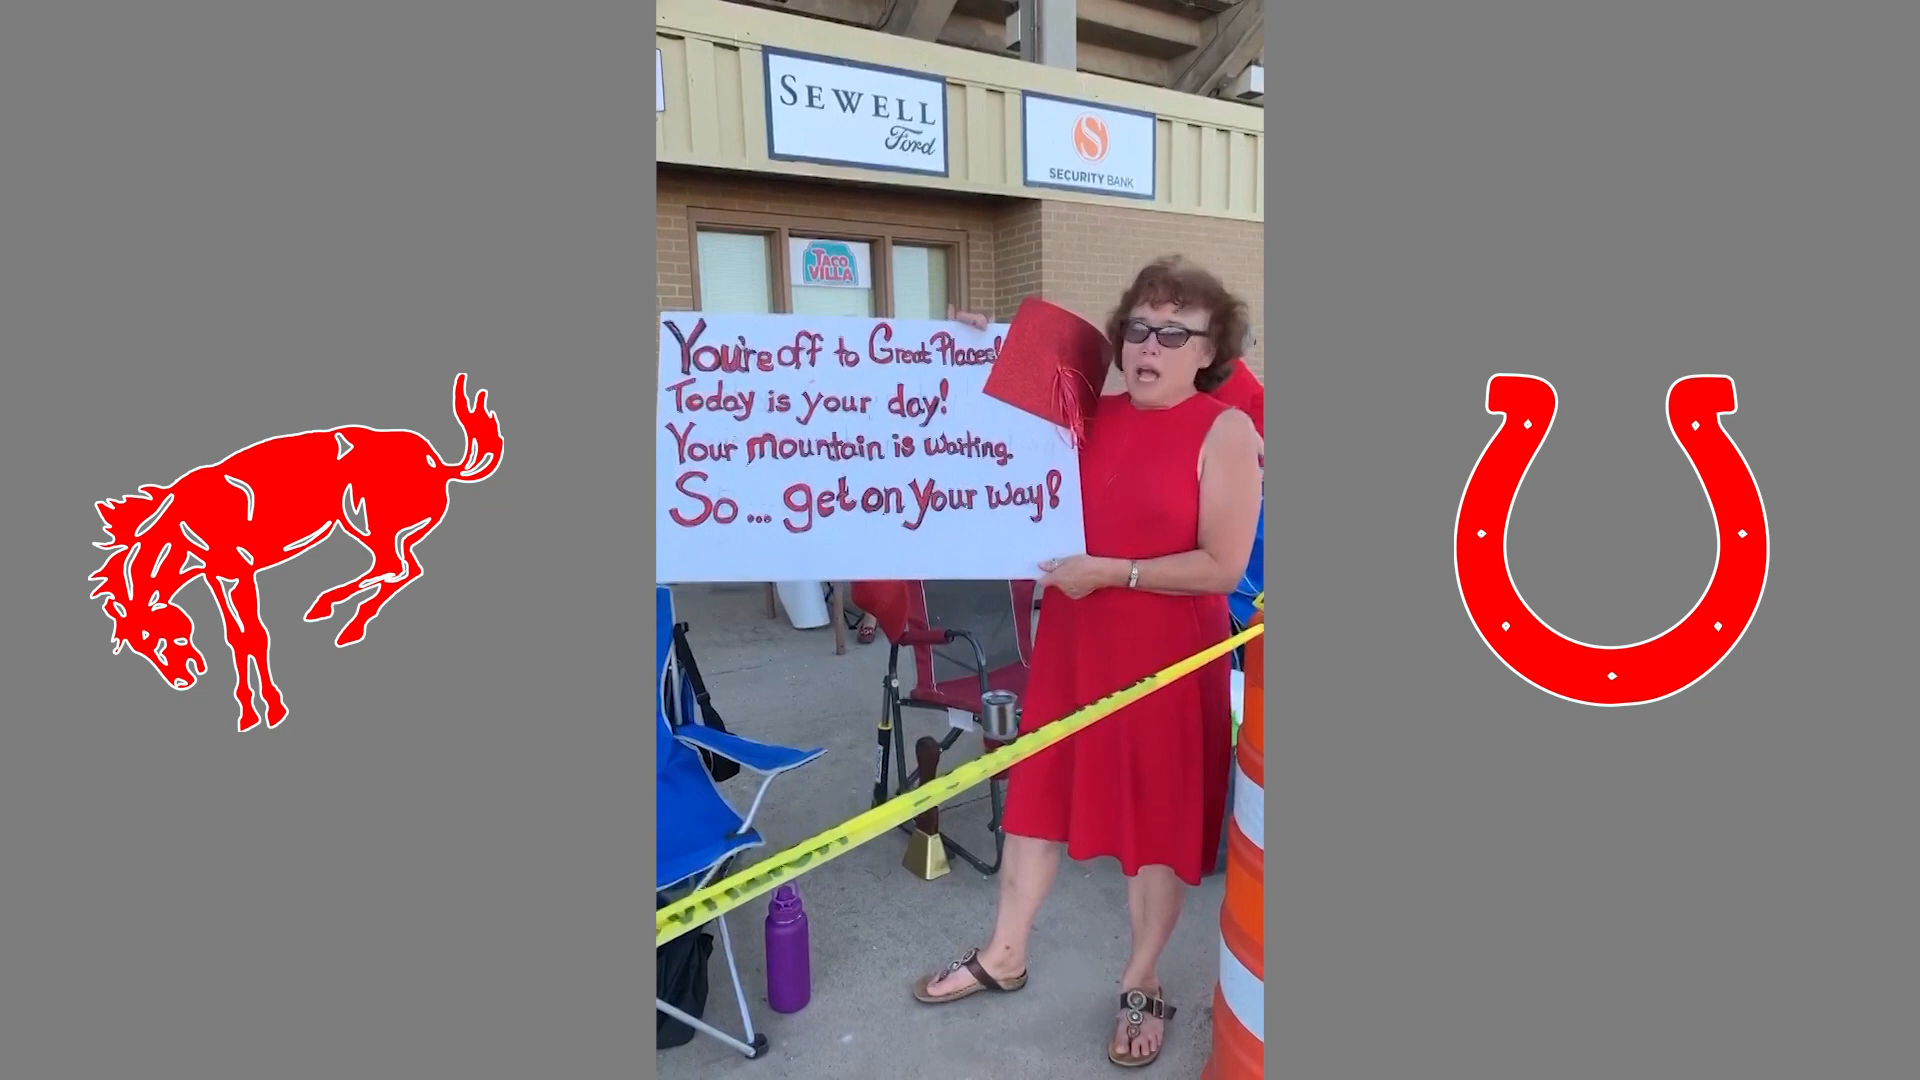 SEWELL
Ford
S
SECURITY BANK
TACO
VILLA
You're off to Great Places!
Today is your day!
Your mountain is waiting.
So... get on your way!